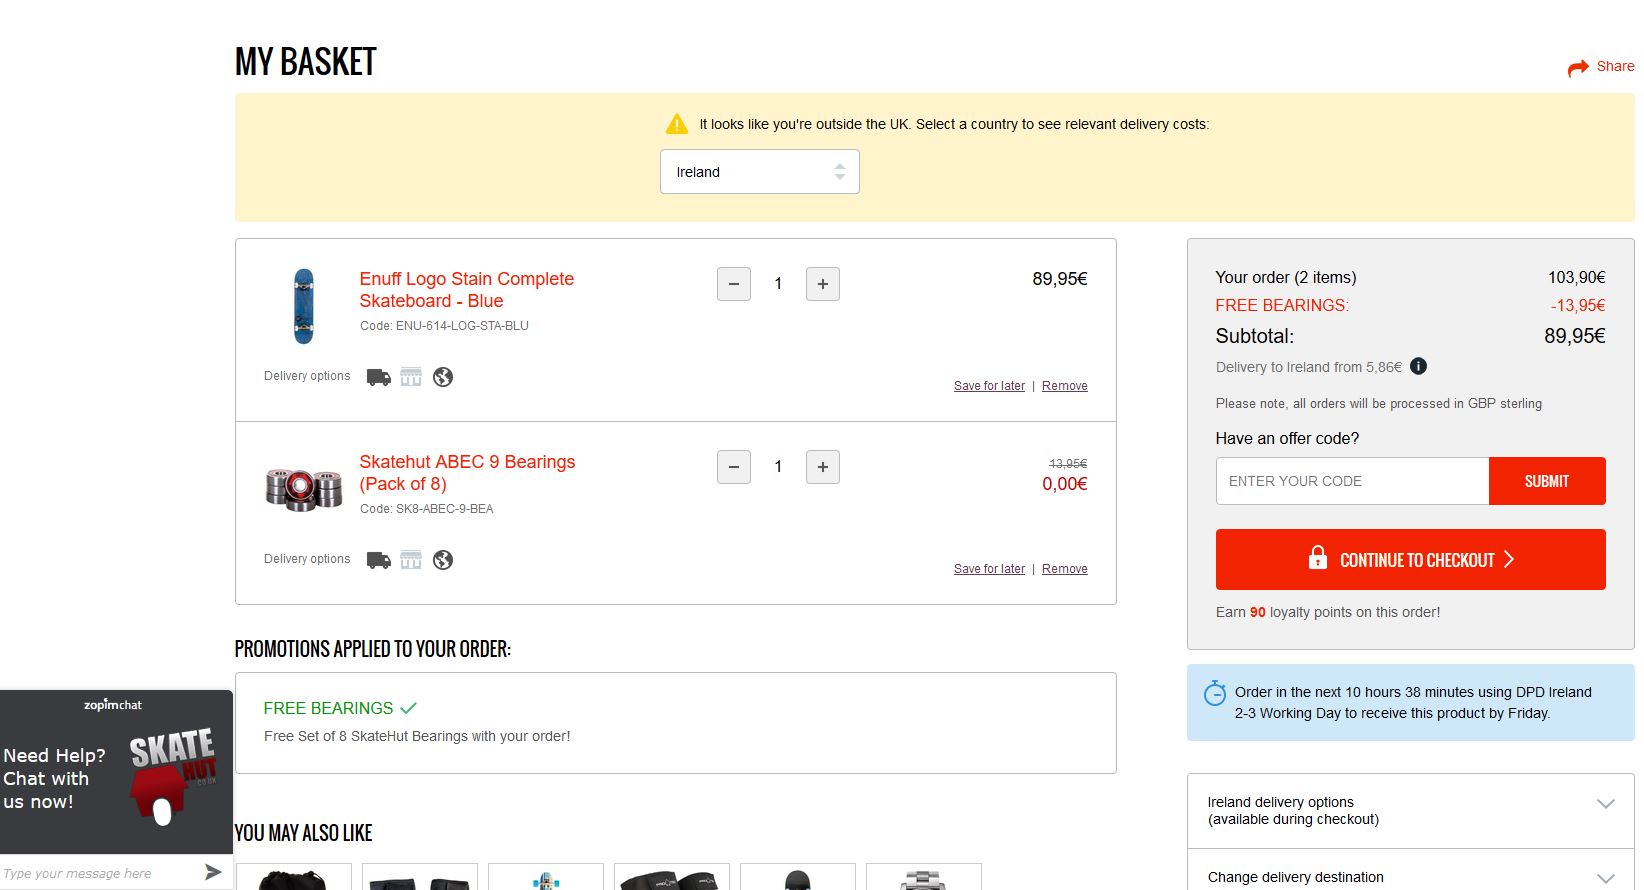 MY BASKET
Share
It looks like you're outside the UK. Select a country to see relevant delivery costs:
Ireland
Enuff Logo Stain Complete
Skateboard - Blue
Code: ENU-614-LOG-STA-BLU
1
89,95€
Delivery options
Save for later | Remove
Skatehut ABEC 9 Bearings
(Pack of 8)
Code: SK8-ABEC-9-BEA
1
13,95€
0,00€
Delivery options
Save for later | Remove
PROMOTIONS APPLIED TO YOUR ORDER:
FREE BEARINGS
Free Set of 8 SkateHut Bearings with your order!
YOU MAY ALSO LIKE
Your order (2 items) 103,90€
FREE BEARINGS: -13,95€
Subtotal: 89,95€
Delivery to Ireland from 5,86€
Please note, all orders will be processed in GBP sterling
Have an offer code?
ENTER YOUR CODE SUBMIT
CONTINUE TO CHECKOUT
Earn 90 loyalty points on this order!
Order in the next 10 hours 38 minutes using DPD Ireland
2-3 Working Day to receive this product by Friday.
Ireland delivery options
(available during checkout)
Change delivery destination
zopim chat
Need Help?
Chat with
us now!
SKATE
HUT
.CO.UK
Type your message here